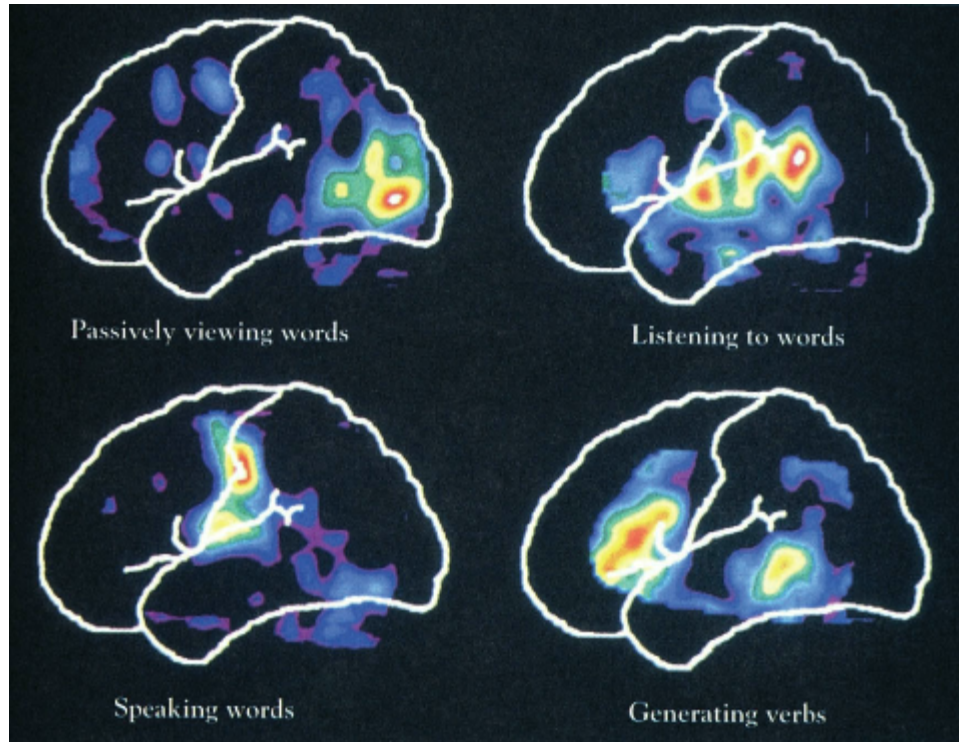 Passively viewing words
Listening to words
Speaking words
Generating verbs